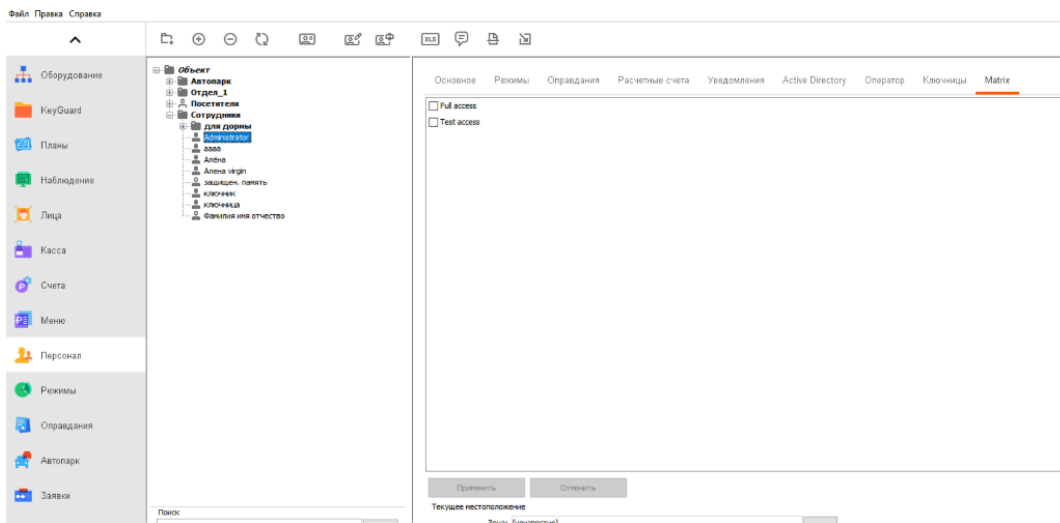 Файл Правка Справка
Оборудование
KeyGuard
Планы
Наблюдение
Лица
Касса
Счета
Меню
Персонал
Режимы
Оправдания
Автопарк
Заявки
XLS
Объект
Автопарк
Отдел_1
Посетители
Сотрудники
для дормы
Administrator
aaaa
Алёна
Алена virgin
защищен. память
ключник
ключница
Фамилия имя отчество
Поиск
Основное Режимы Оправдания Расчетные счета Уведомления Active Directory Оператор Ключницы Matrix
Full access
Test access
Применить Отменить
Текущее местоположение